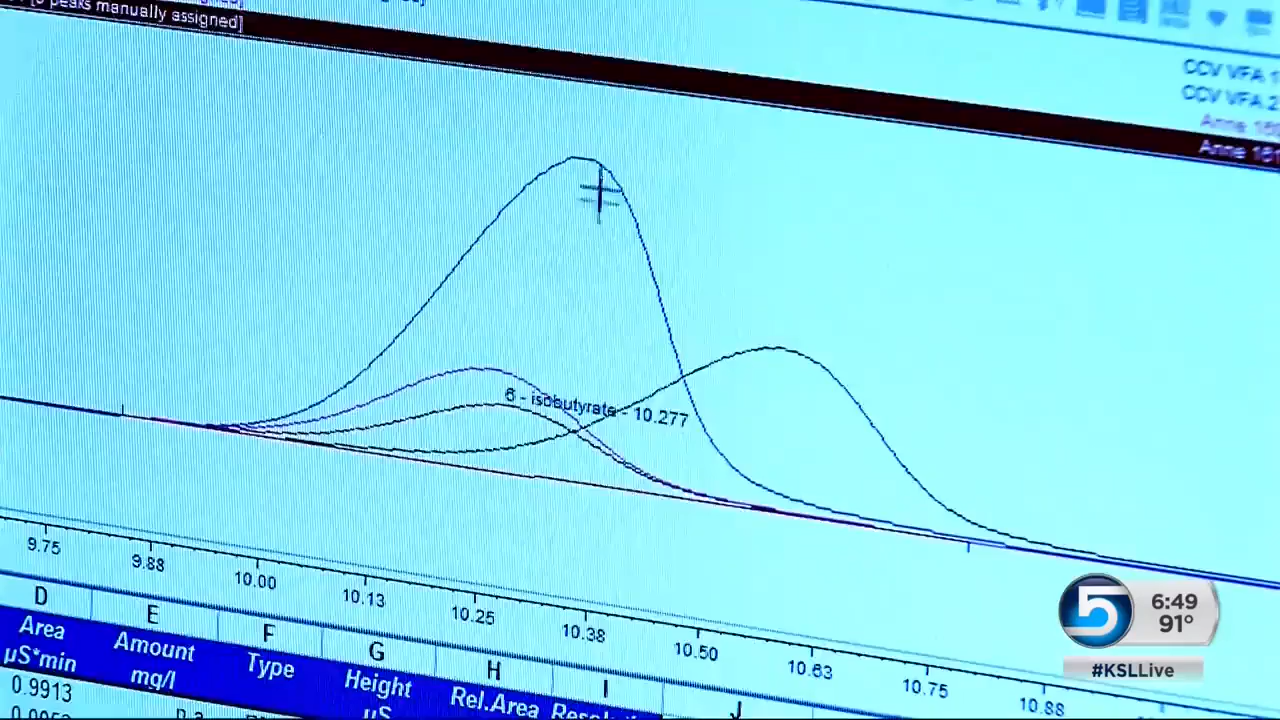 peaks manually assigned]
CCV VFA 1
CCV VFA 2
Anne
Anne
6 - isobutyrate - 10.277
9.75 9.88 10.00 10.13 10.25 10.38 10.50 10.63 10.75 10.88
D E F G H I J
Area Amount Type Height Rel.Area
µS*min mg/l µS
0.9913
n.a.
5 6:49
91°
#KSLLive